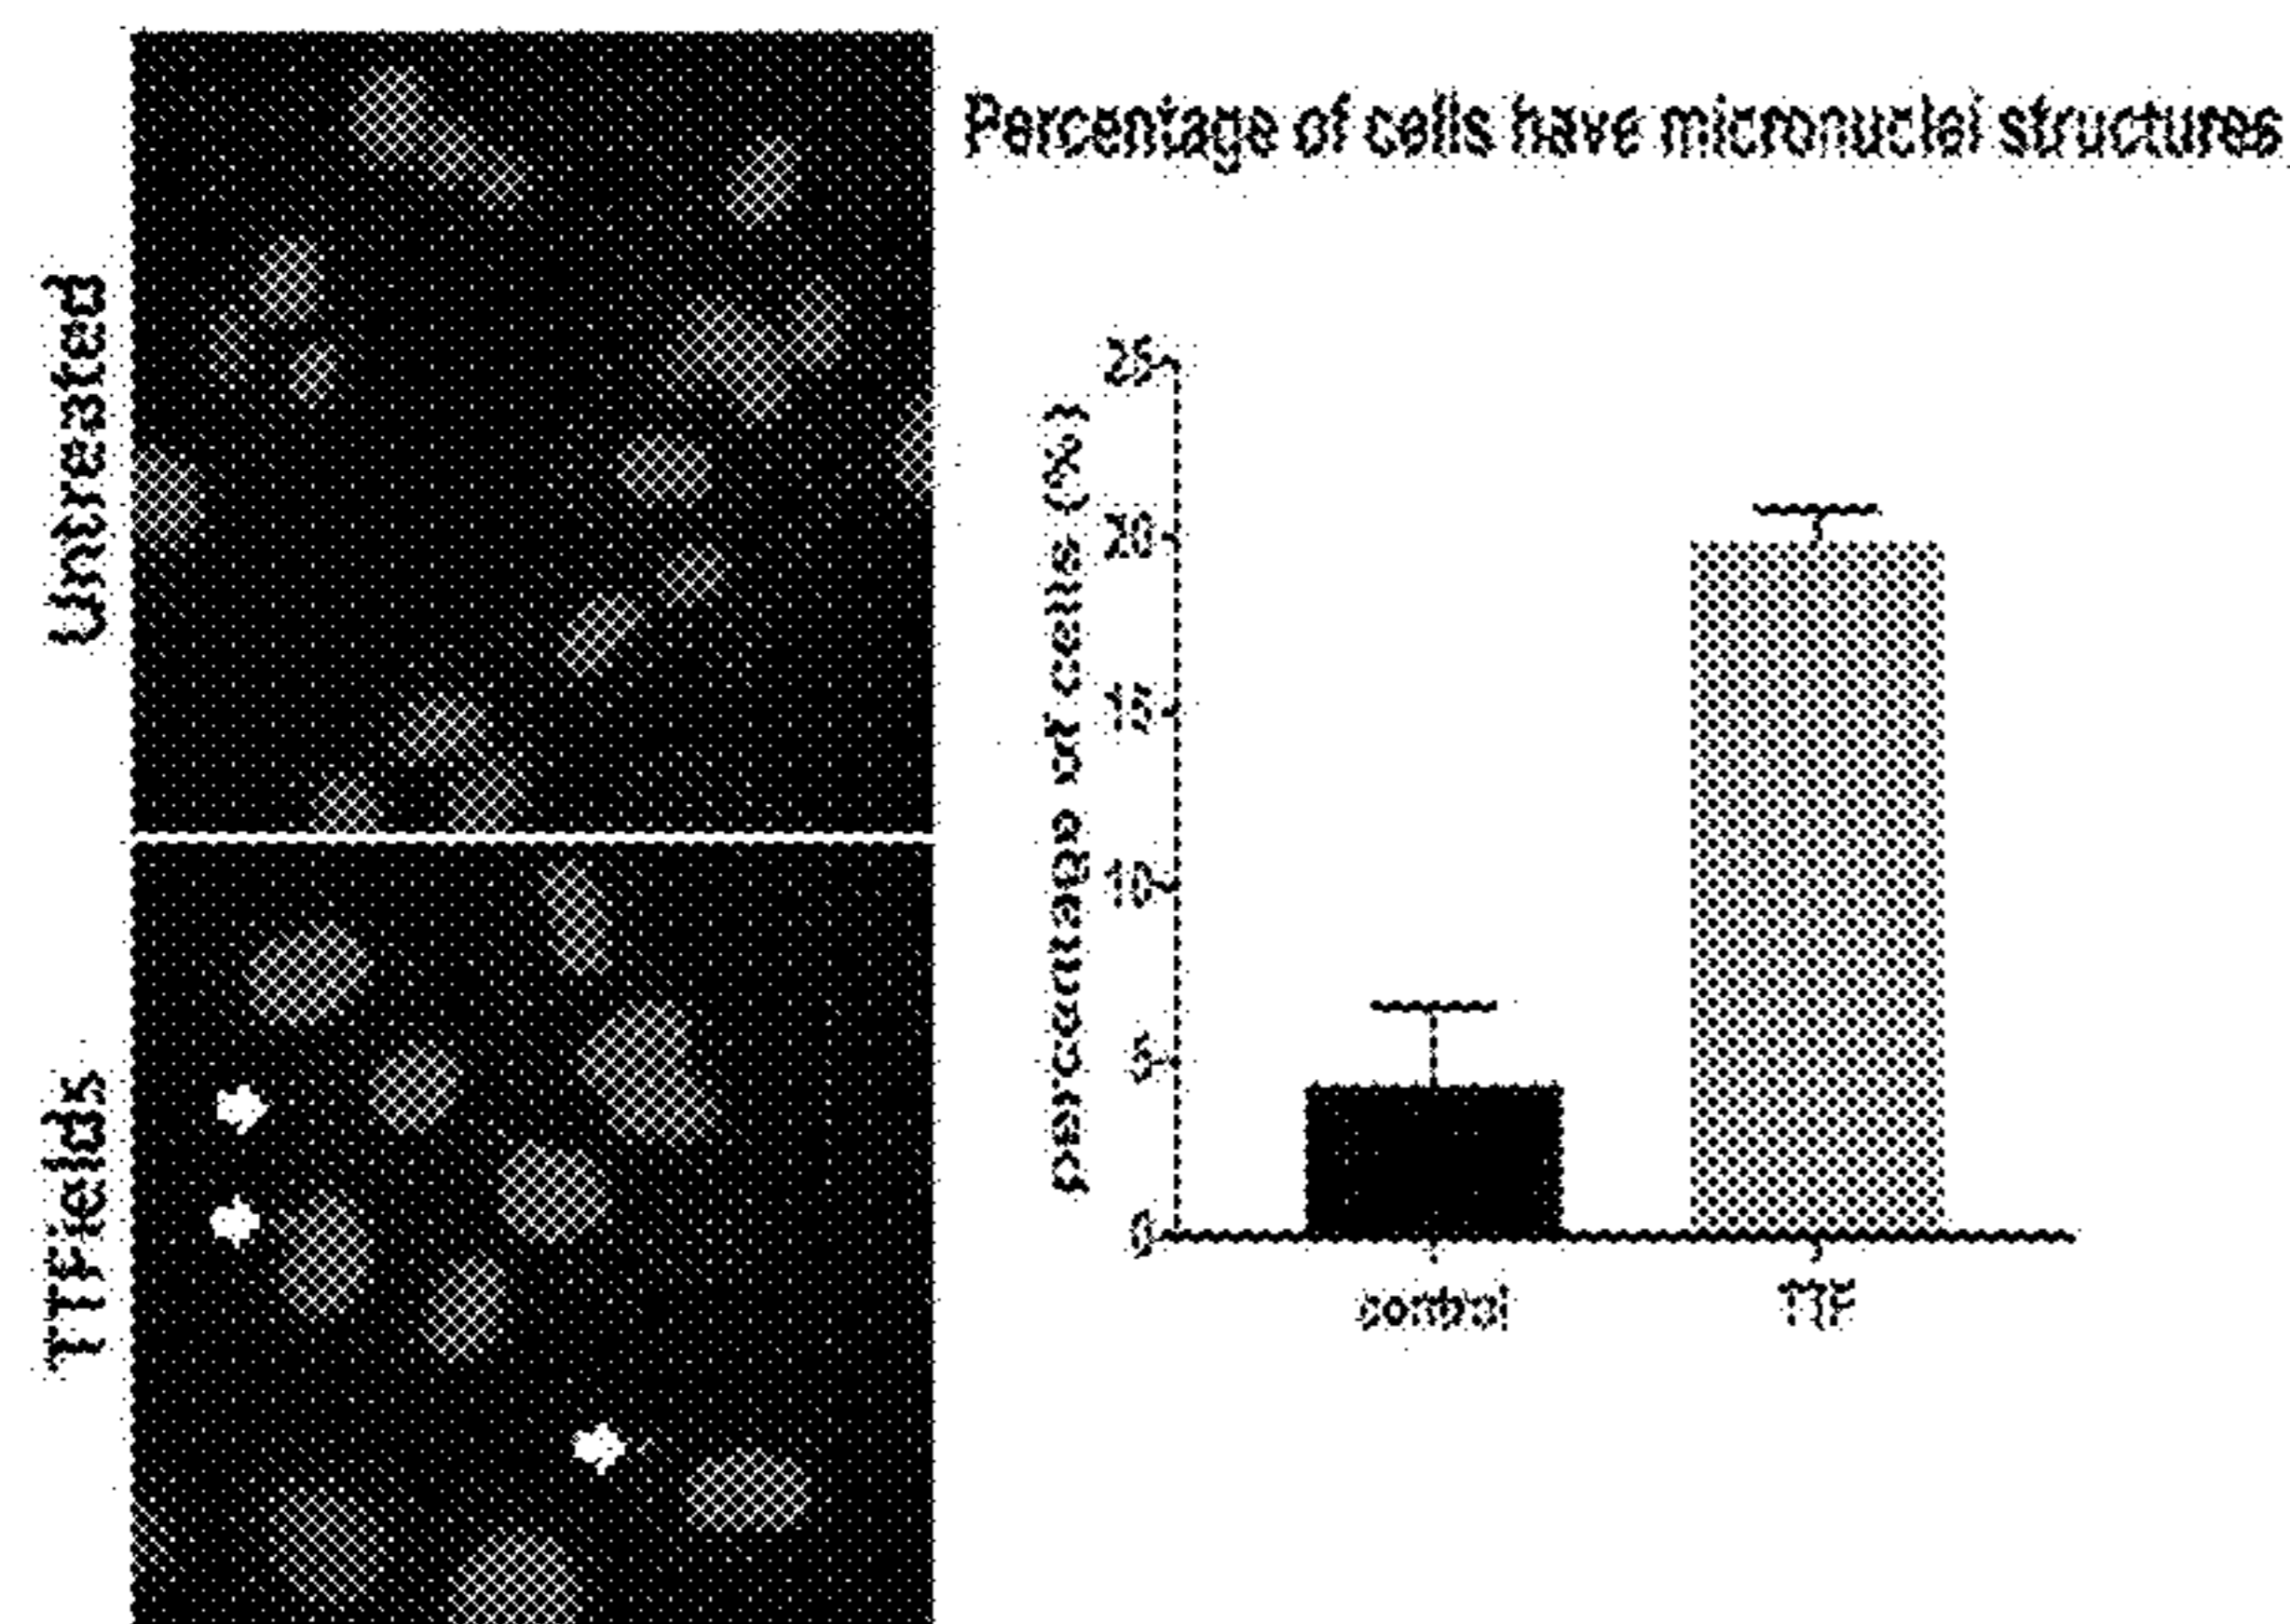 Untreated
TTFields
Percentage of cells have micronuclei structures
percentage of cells (%)
25
20
15
10
5
0
control
TTF